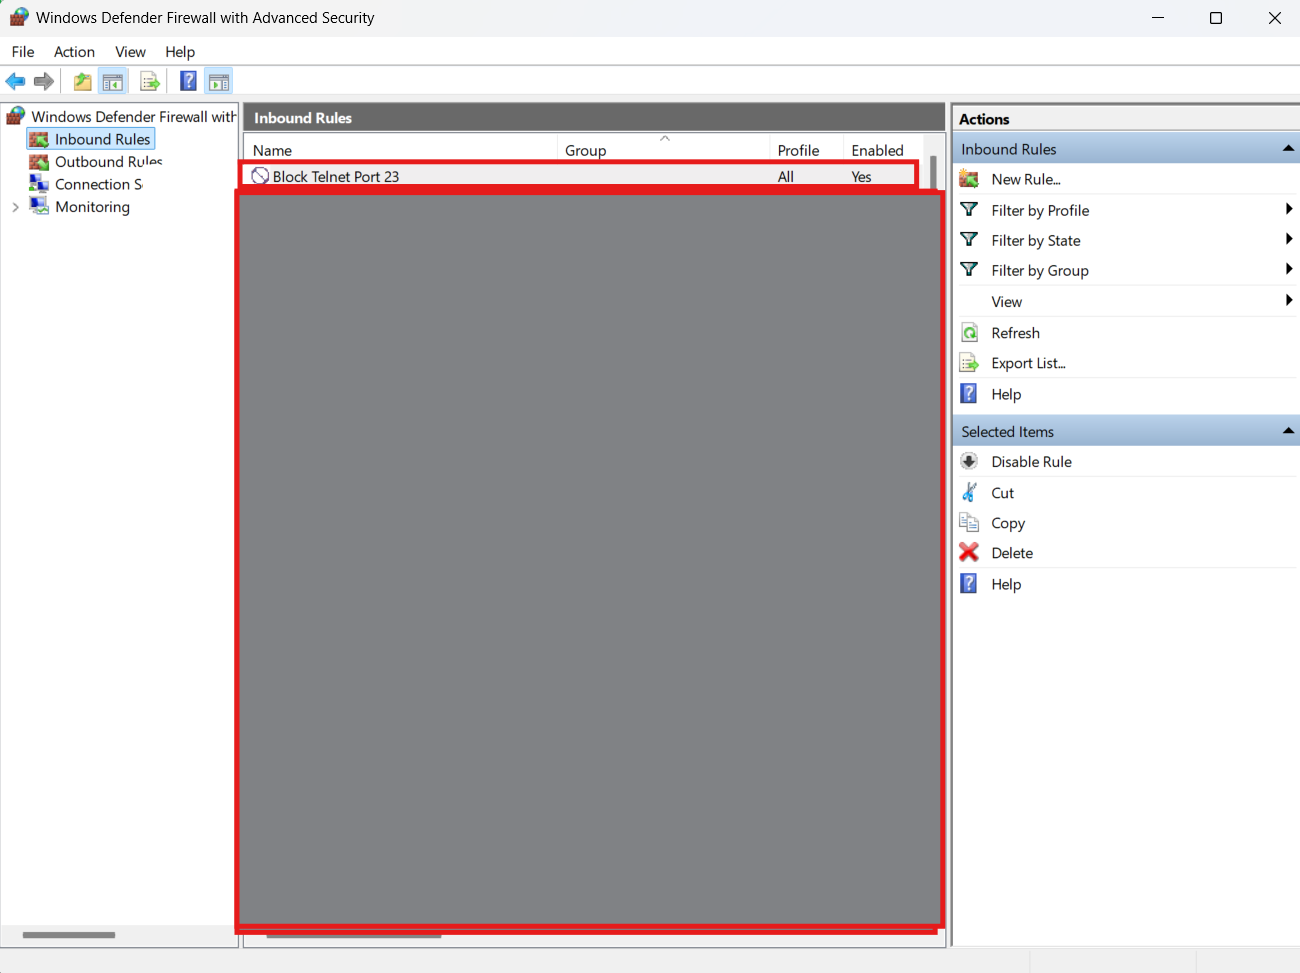 Windows Defender Firewall with Advanced Security
File Action View Help
Windows Defender Firewall with
Inbound Rules
Outbound Rules
Connection
Monitoring
Inbound Rules
Name Group Profile Enabled
Block Telnet Port 23 All Yes
Actions
Inbound Rules
New Rule...
Filter by Profile
Filter by State
Filter by Group
View
Refresh
Export List...
Help
Selected Items
Disable Rule
Cut
Copy
Delete
Help